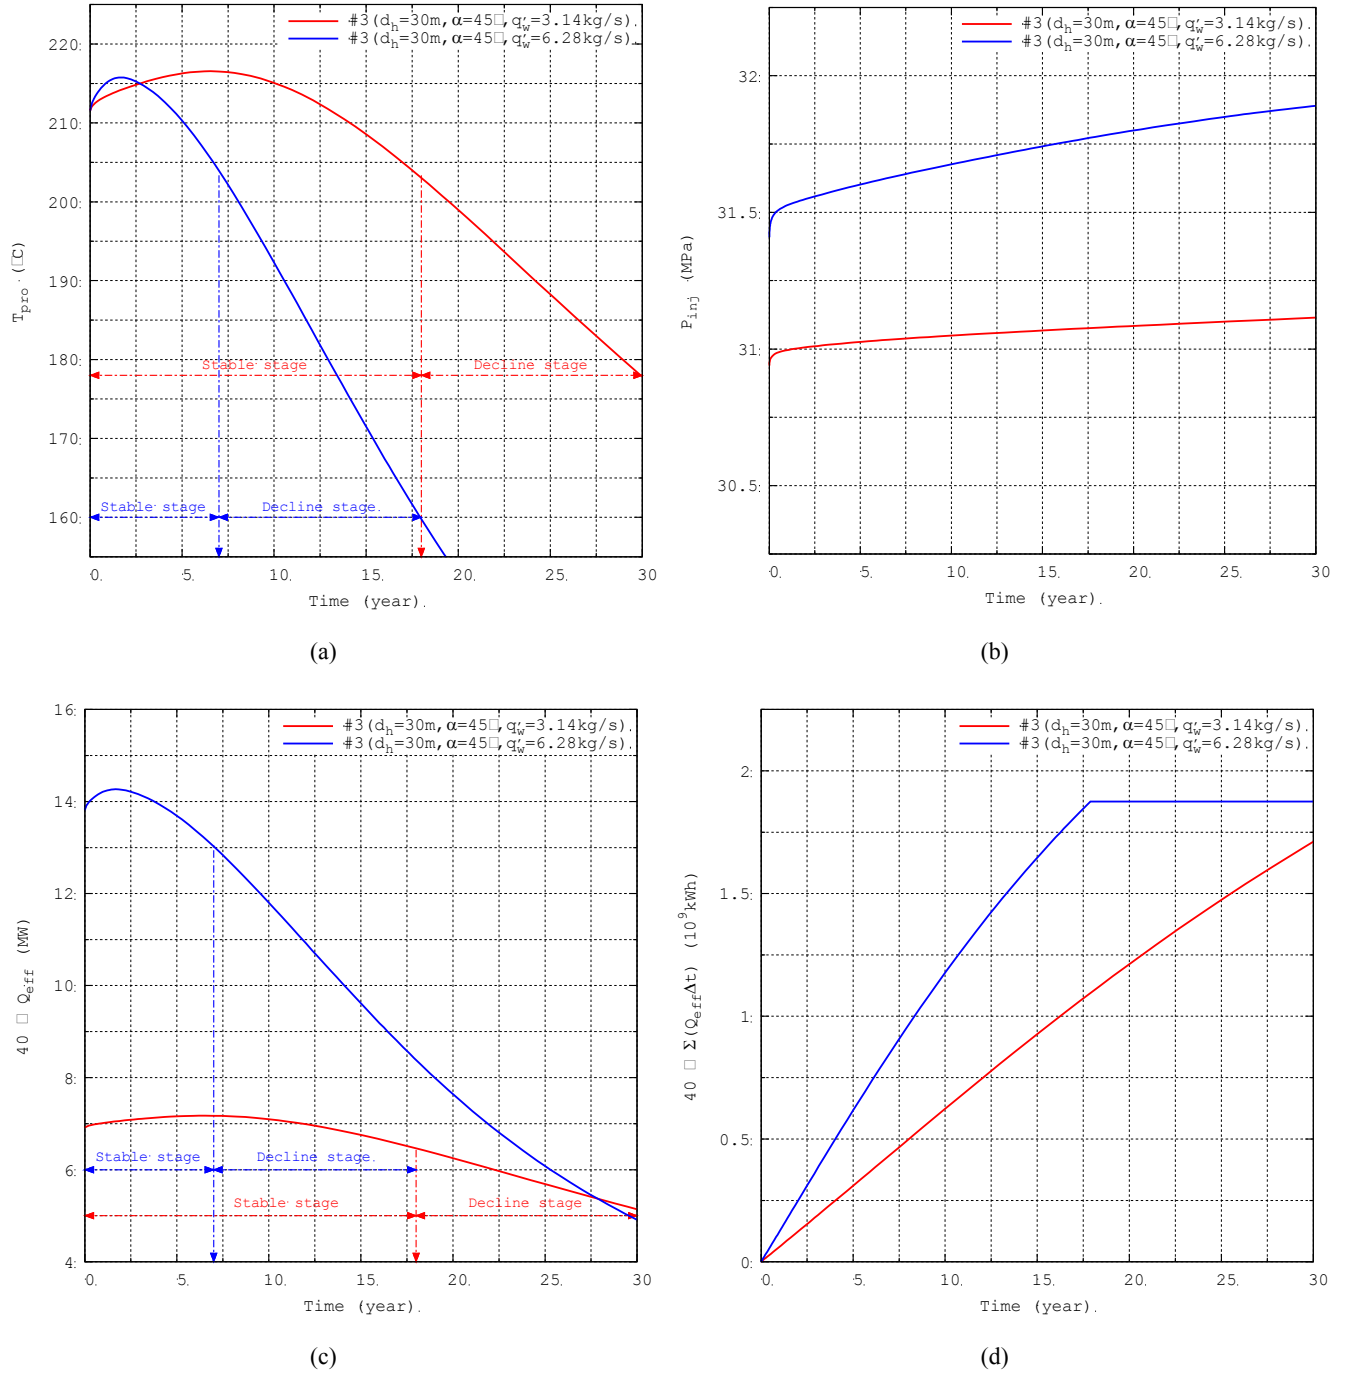 #3(dh=30m,α=45□,q'w=3.14kg/s).
#3(dh=30m,α=45□,q'w=6.28kg/s).
220:
210:
200:
190:
180:
170:
160:
Tpro (□C)
Stable stage
Decline stage
Stable stage
Decline stage.
0.
5.
10.
15.
20.
25.
30
Time (year).
(a)
#3(dh=30m,α=45□,q'w=3.14kg/s).
#3(dh=30m,α=45□,q'w=6.28kg/s).
32:
31.5:
31:
30.5:
Pinj (MPa)
0.
5.
10.
15.
20.
25.
30
Time (year).
(b)
#3(dh=30m,α=45□,q'w=3.14kg/s).
#3(dh=30m,α=45□,q'w=6.28kg/s).
16:
14:
12:
10:
8:
6:
4:
40 □ Qeff (MW)
Stable stage
Decline stage.
Stable stage
Decline stage
0.
5.
10.
15.
20.
25.
30
Time (year).
(c)
#3(dh=30m,α=45□,q'w=3.14kg/s).
#3(dh=30m,α=45□,q'w=6.28kg/s).
2:
1.5:
1:
0.5:
0:
40 □ Σ(QeffΔt) (10⁹kWh)
0.
5.
10.
15.
20.
25.
30
Time (year).
(d)